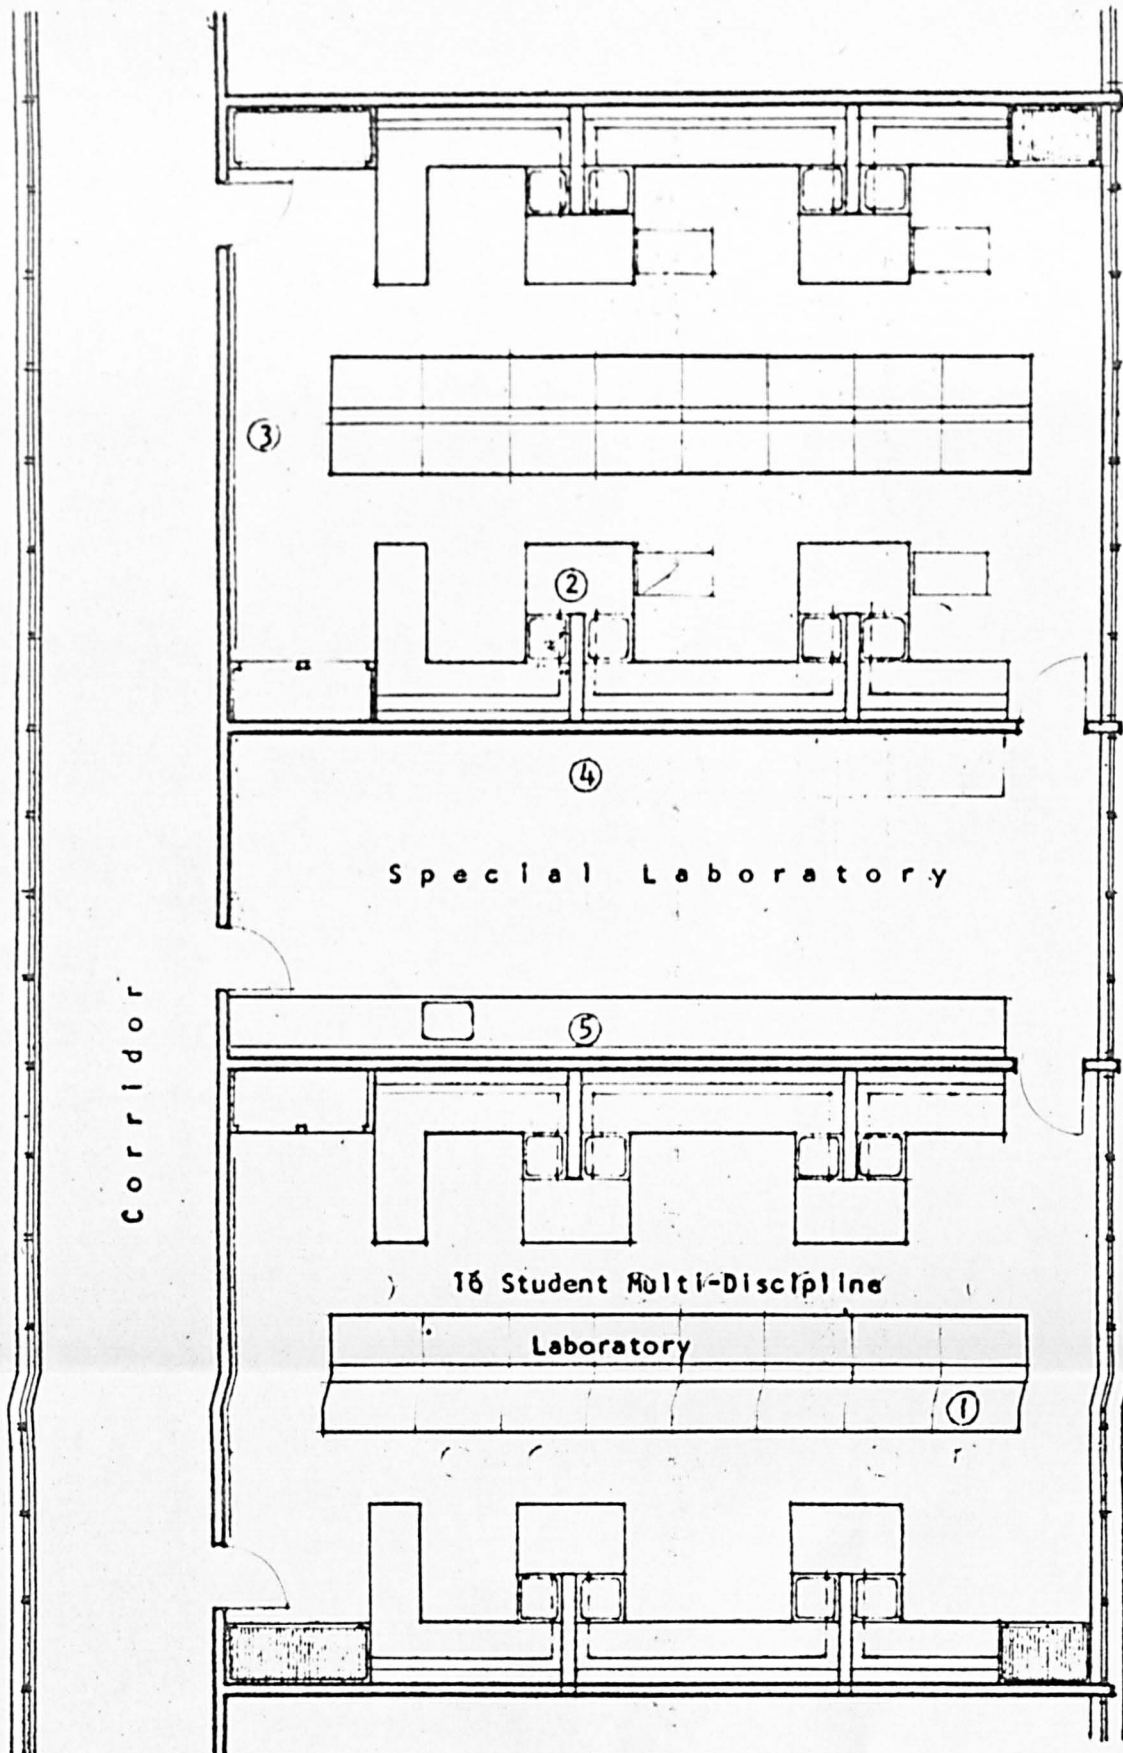 ③
②
④
Special Laboratory
Corridor
⑤
16 Student Multi-Discipline
Laboratory
①